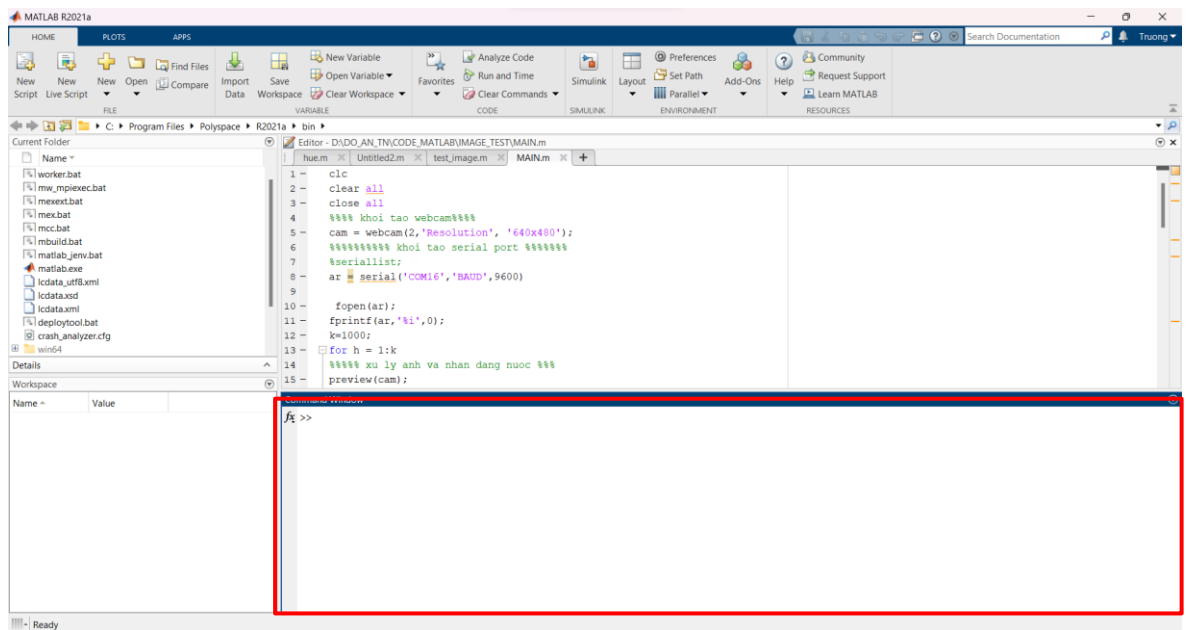 MATLAB R2021a
HOME PLOTS APPS
Search Documentation Truong
New Script
New Live Script
New
Open
Find Files
Compare
FILE
Import Data
Save Workspace
New Variable
Open Variable
Clear Workspace
VARIABLE
Favorites
Analyze Code
Run and Time
Clear Commands
CODE
Simulink
SIMULINK
Layout
Preferences
Set Path
Parallel
Add-Ons
ENVIRONMENT
Help
Community
Request Support
Learn MATLAB
RESOURCES
C: Program Files Polyspace R2021a bin
Current Folder
Name
worker.bat
mw_mpiexec.bat
mexext.bat
mex.bat
mcc.bat
mbuild.bat
matlab_jenv.bat
matlab.exe
lcdata_utf8.xml
lcdata.xsd
lcdata.xml
deploytool.bat
crash_analyzer.cfg
win64
Details
Workspace
Name Value
Editor - D:\DO_AN_TN\CODE_MATLAB\IMAGE_TEST\MAIN.m
hue.m Untitled2.m test_image.m MAIN.m
1 clc
2 clear all
3 close all
4 %%%% khoi tao webcam%%%%
5 cam = webcam(2,'Resolution', '640x480');
6 %%%%%%%%%% khoi tao serial port %%%%%%%
7 %seriallist;
8 ar = serial('COM16','BAUD',9600)
9
10 fopen(ar);
11 fprintf(ar,'%i',0);
12 k=1000;
13 for h = 1:k
14 %%%%% xu ly anh va nhan dang nuoc %%%
15 preview(cam);
Command Window
fx >>
Ready